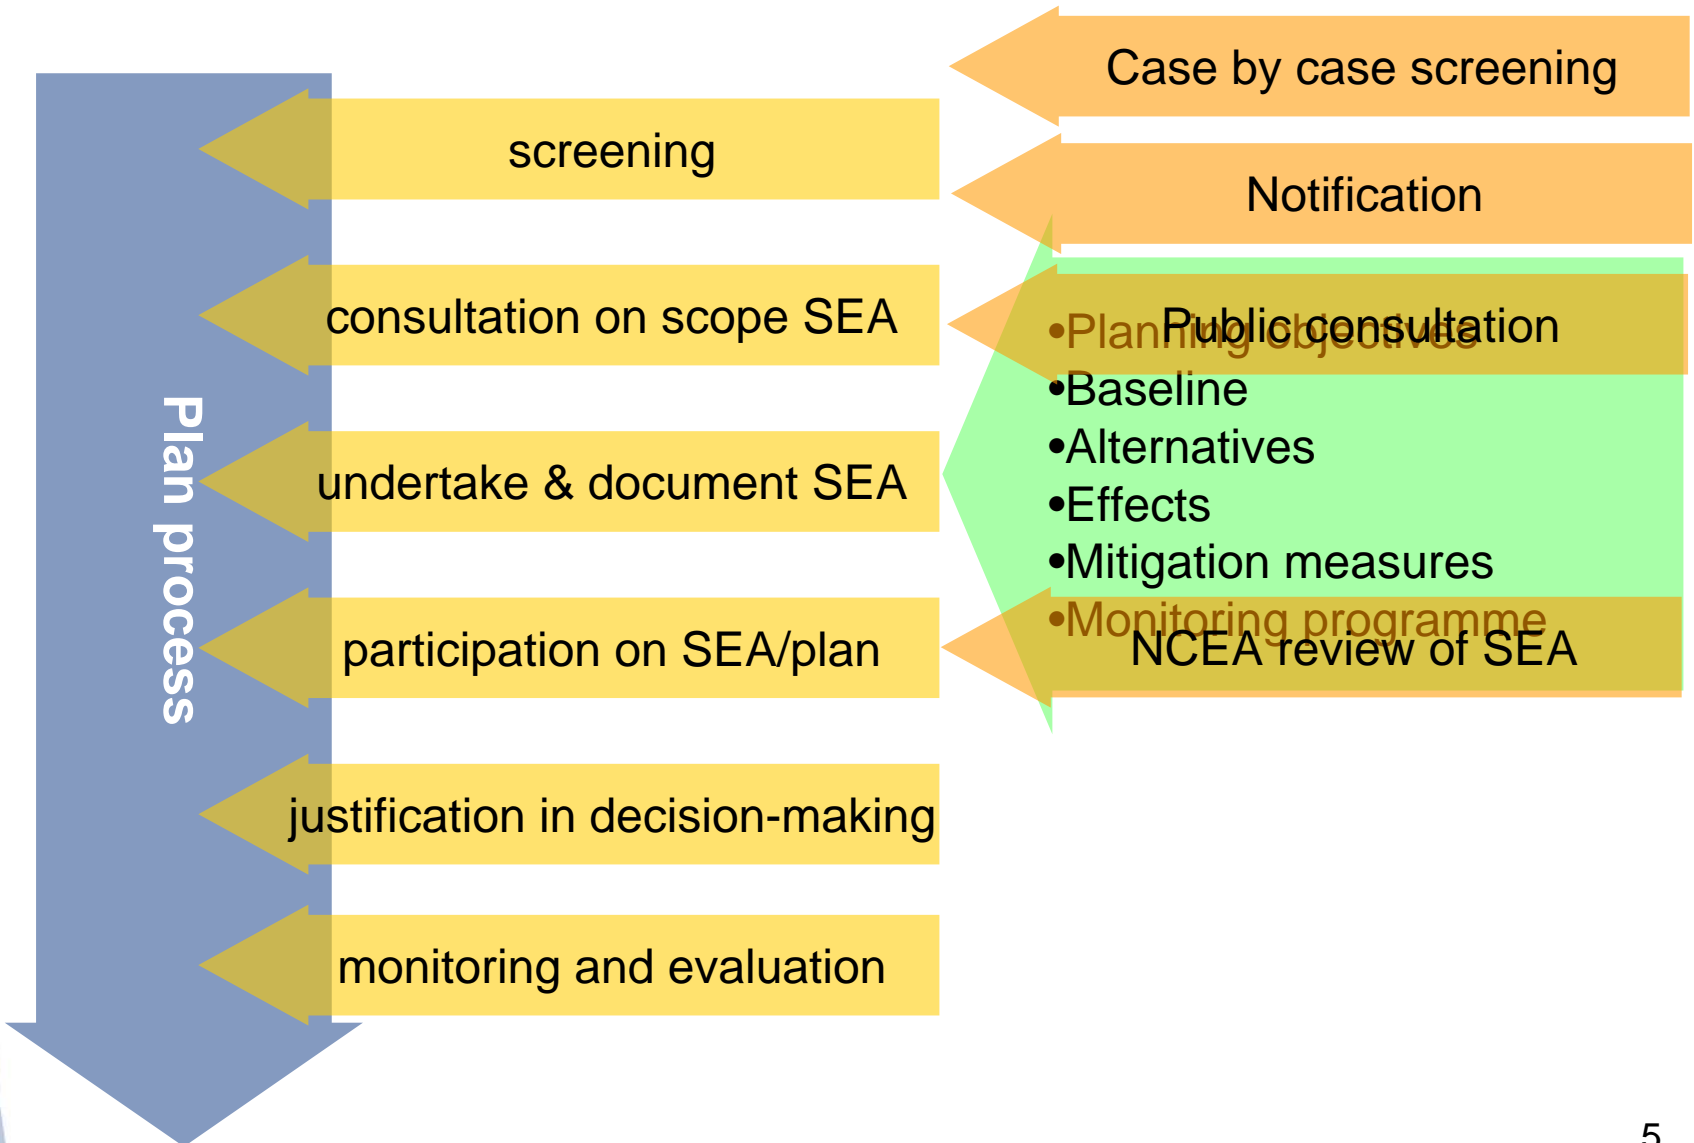 Plan process
screening
consultation on scope SEA
undertake & document SEA
participation on SEA/plan
justification in decision-making
monitoring and evaluation
Case by case screening
Notification
Public consultation
•Planning objectives
•Baseline
•Alternatives
•Effects
•Mitigation measures
•Monitoring programme
NCEA review of SEA
5